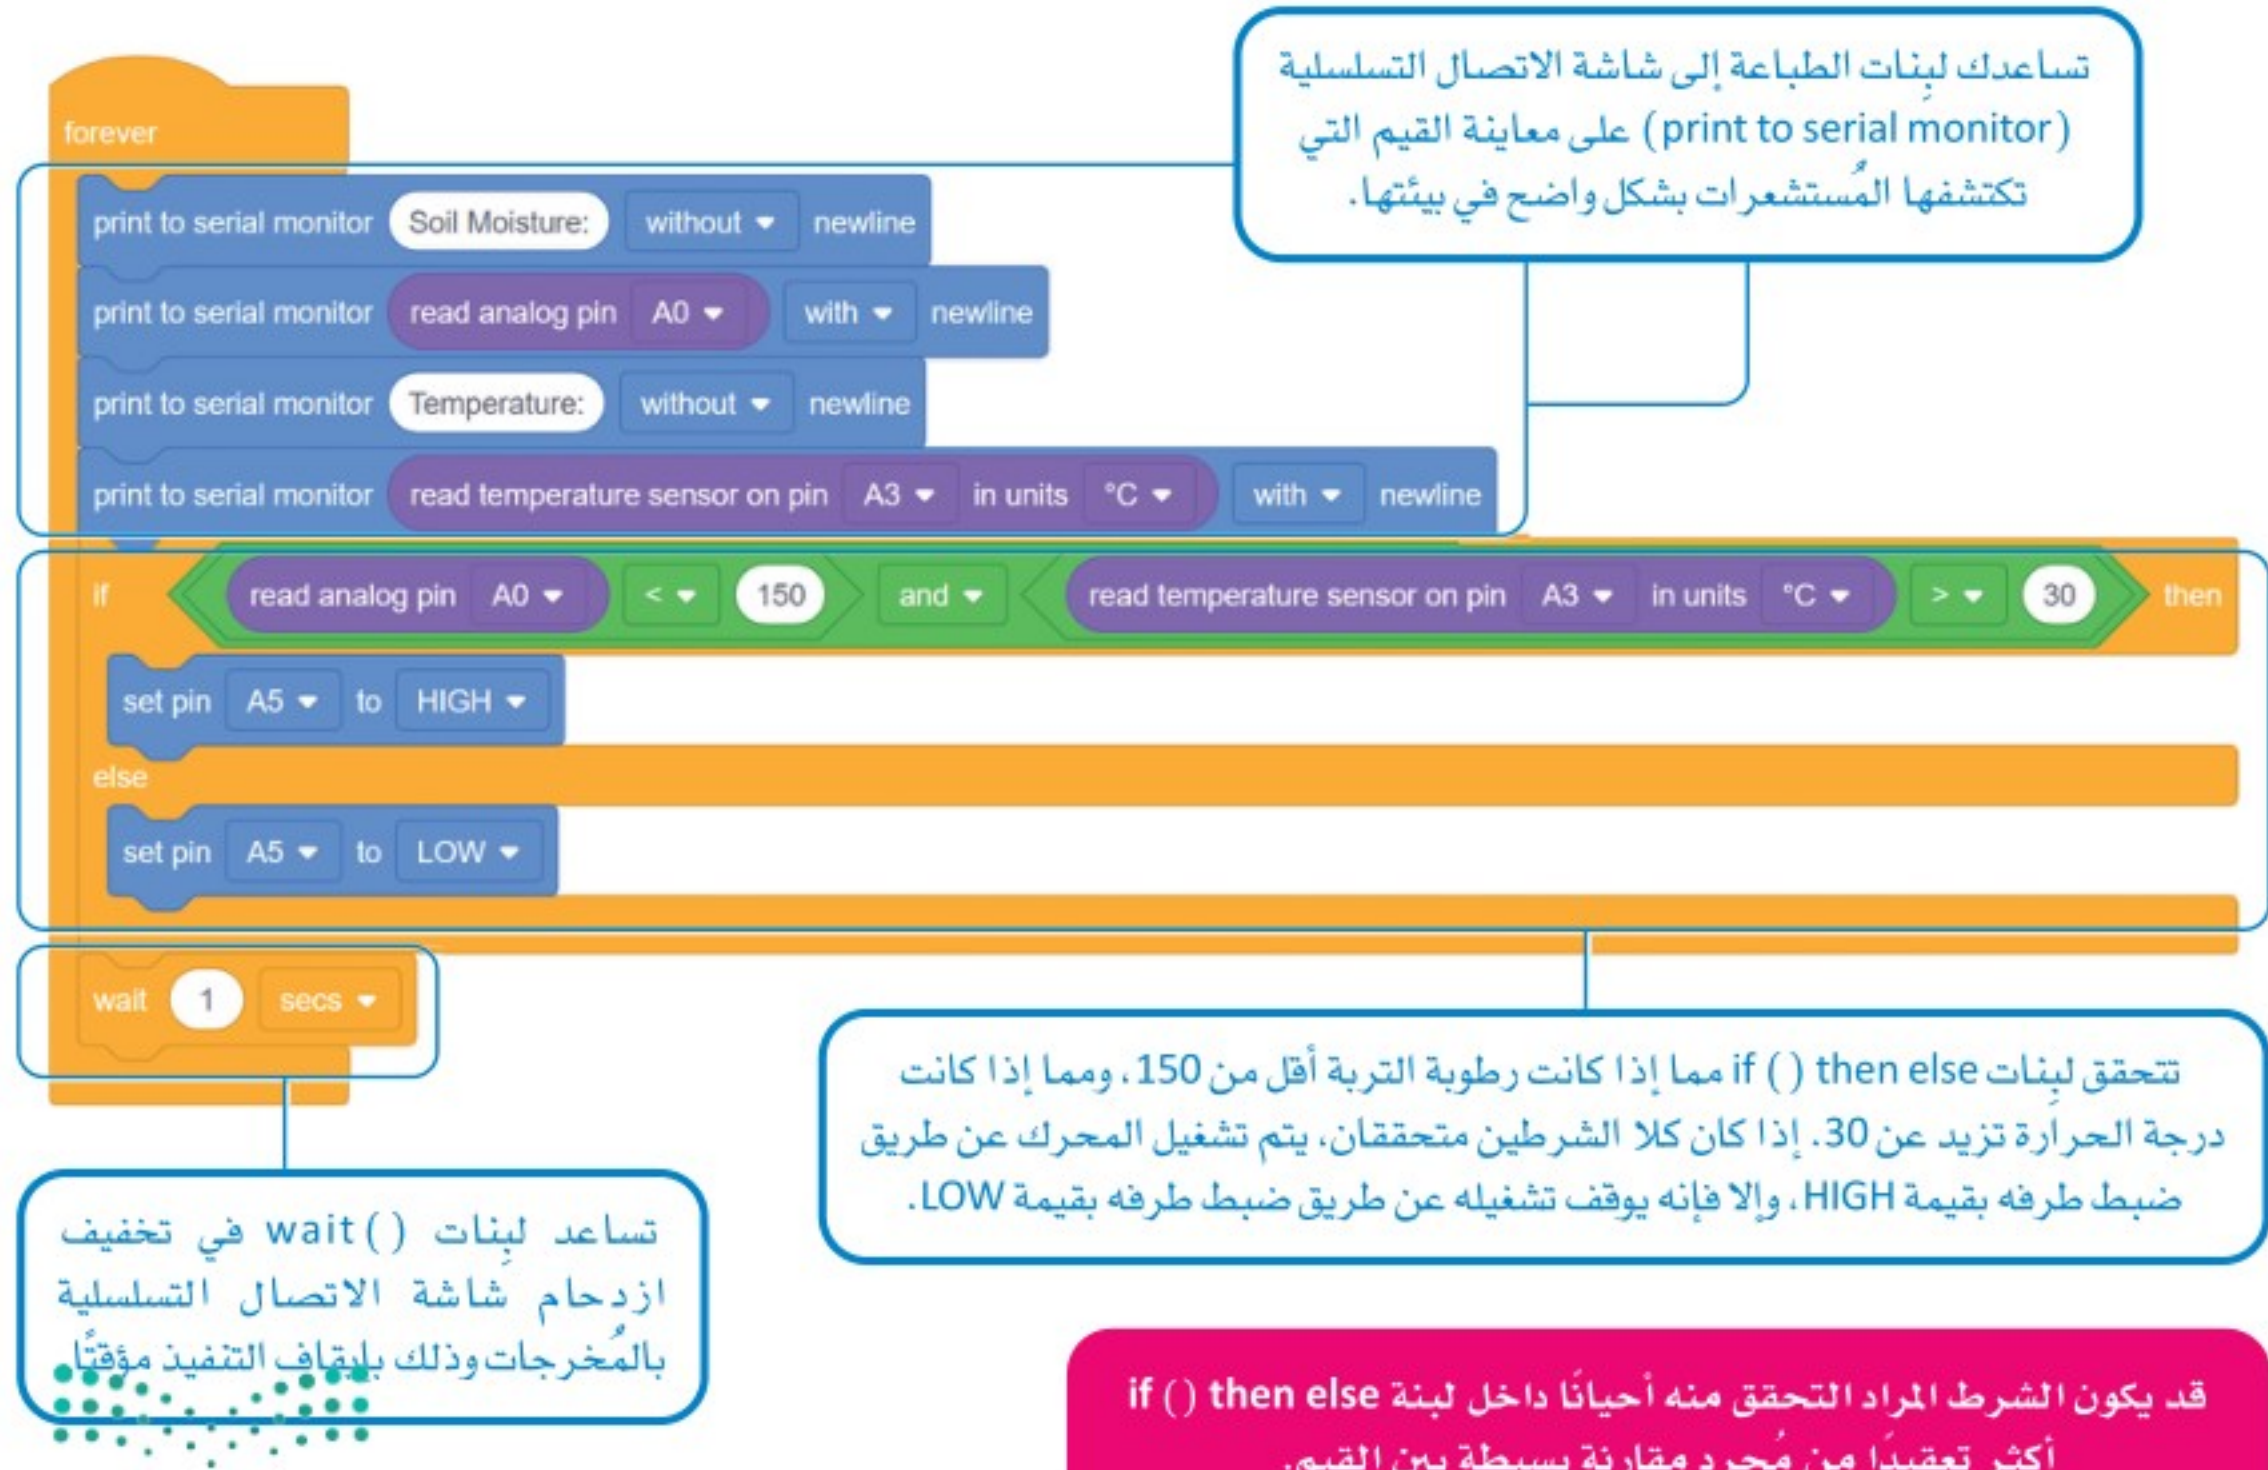 تساعدك لبِنات الطباعة إلى شاشة الاتصال التسلسلية
(print to serial monitor) على معاينة القيم التي
تكتشفها المُستشعرات بشكل واضح في بيئتها.
forever
print to serial monitor Soil Moisture: without newline
print to serial monitor read analog pin A0 with newline
print to serial monitor Temperature: without newline
print to serial monitor read temperature sensor on pin A3 in units °C with newline
if read analog pin A0 < 150 and read temperature sensor on pin A3 in units °C > 30 then
set pin A5 to HIGH
else
set pin A5 to LOW
wait 1 secs
تتحقق لبِنات if () then else مما إذا كانت رطوبة التربة أقل من 150، ومما إذا كانت
درجة الحرارة تزيد عن 30. إذا كان كلا الشرطين متحققان، يتم تشغيل المحرك عن طريق
ضبط طرفه بقيمة HIGH، وإلا فإنه يوقف تشغيله عن طريق ضبط طرفه بقيمة LOW.
تساعد لبِنات wait () في تخفيف
ازدحام شاشة الاتصال التسلسلية
بالمُخرجات وذلك بإيقاف التنفيذ مؤقتًا
قد يكون الشرط المراد التحقق منه أحيانًا داخل لبنة if () then else
أكثر تعقيدًا من مُجرد مقارنة بسيطة بين القيم.